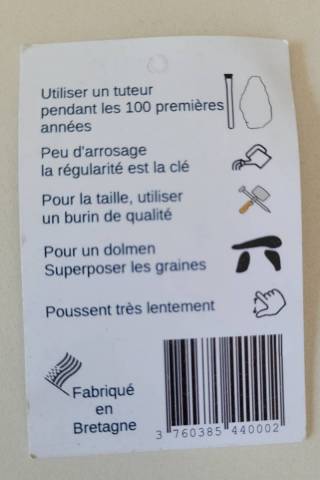 Utiliser un tuteur
pendant les 100 premières
années
Peu d'arrosage
la régularité est la clé
Pour la taille, utiliser
un burin de qualité
Pour un dolmen
Superposer les graines
Poussent très lentement
Fabriqué
en
Bretagne
3 760385 440002